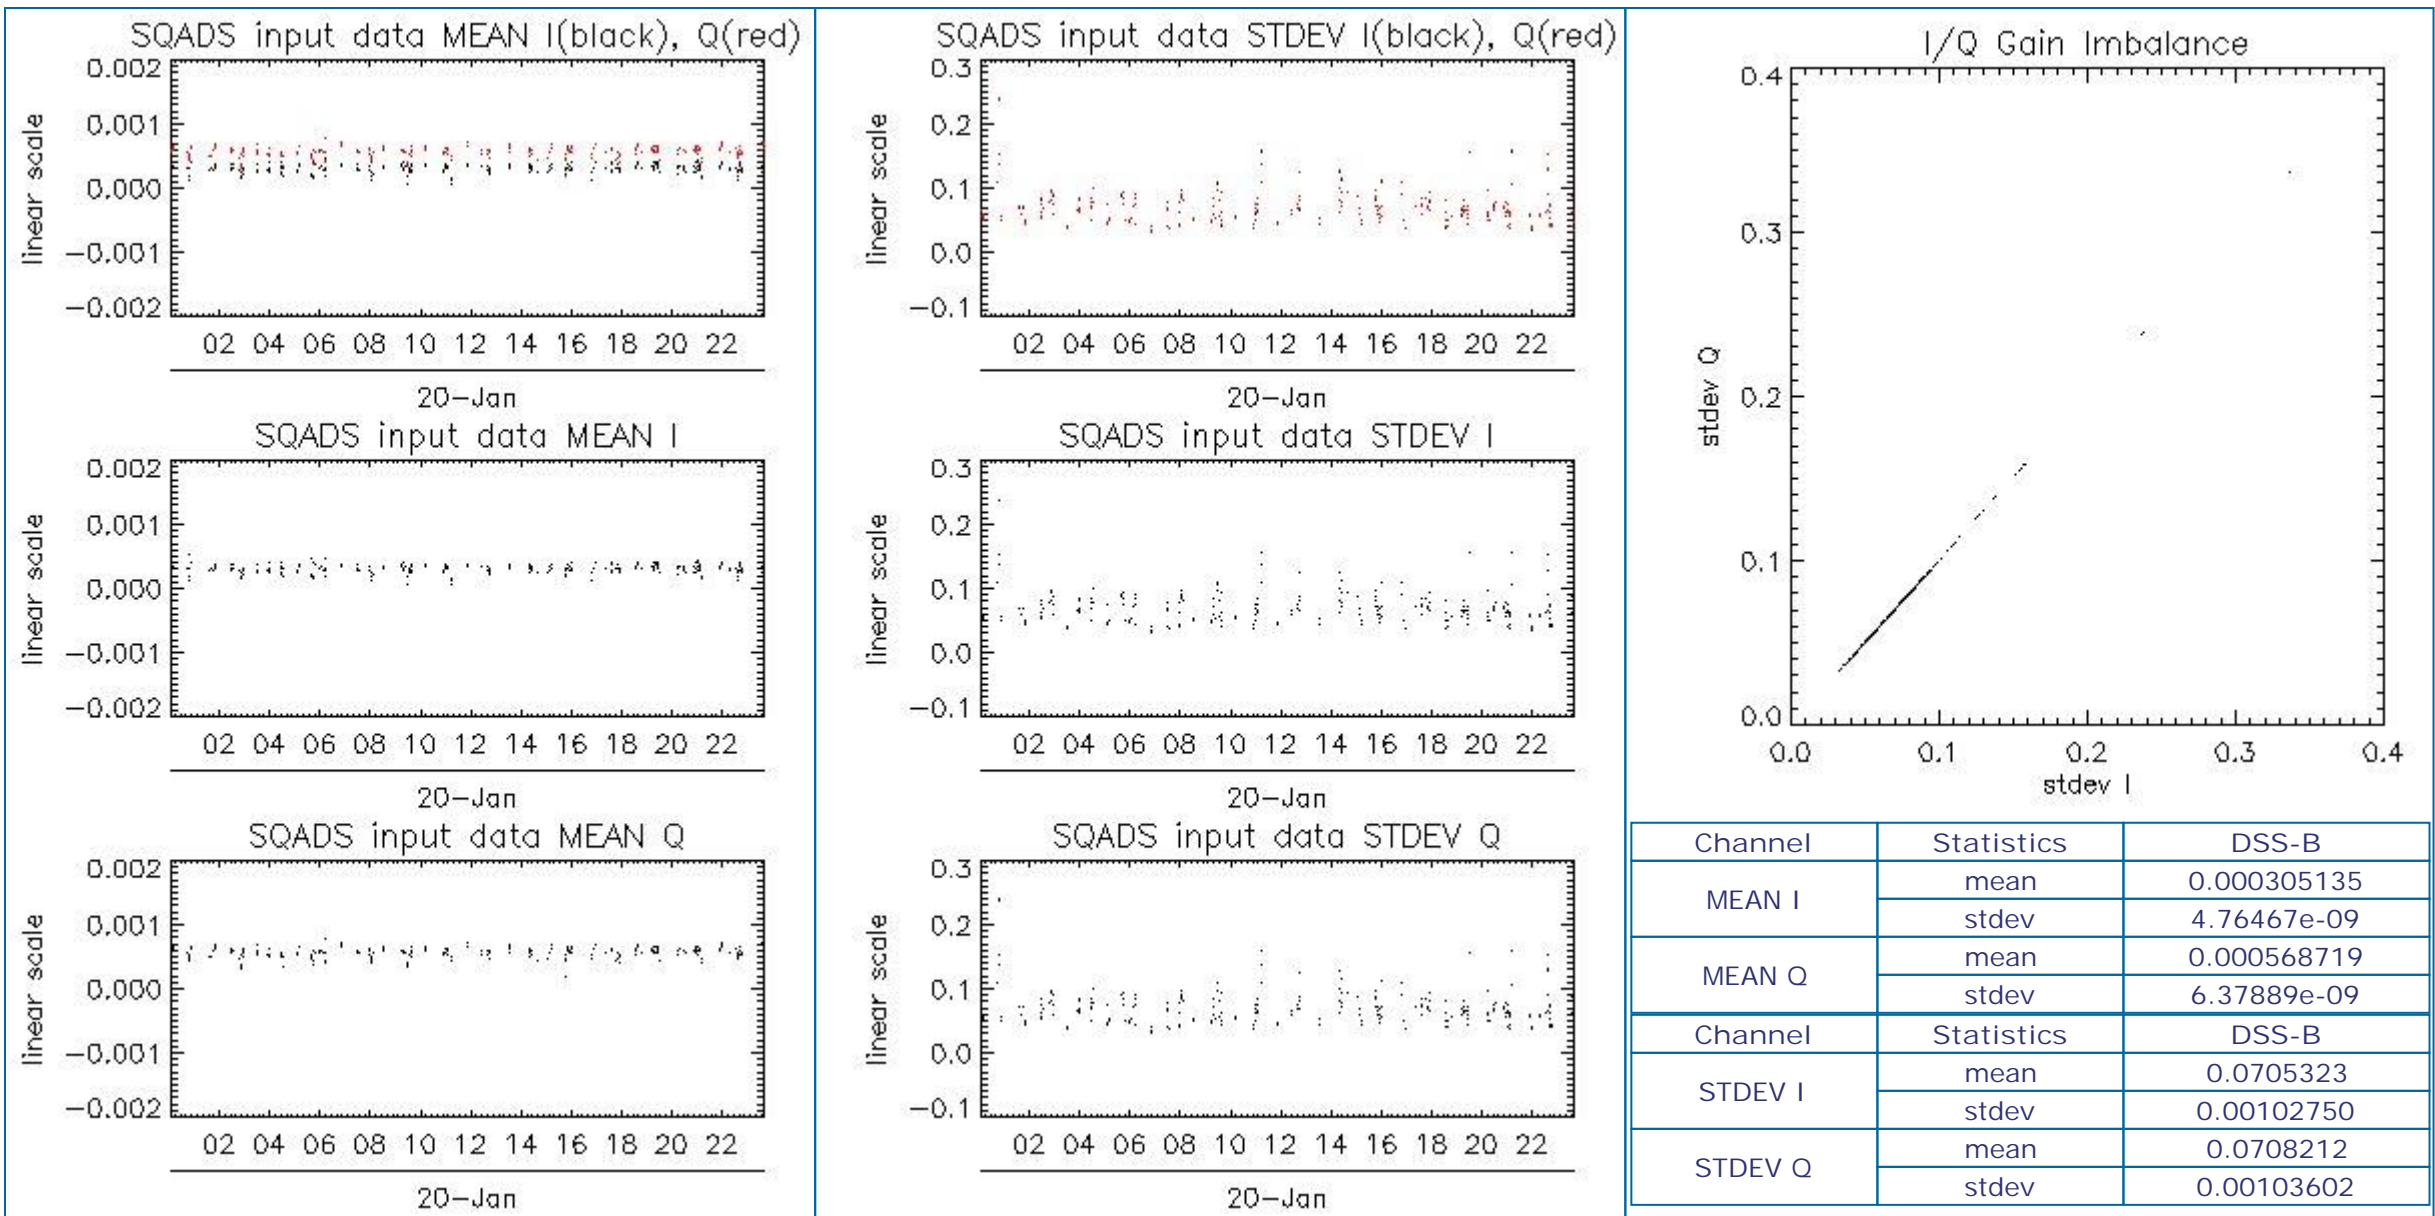 SQADS input data MEAN I(black), Q(red)
0.002
0.001
0.000
−0.001
−0.002
linear scale
02 04 06 08 10 12 14 16 18 20 22
20−Jan
SQADS input data MEAN I
0.002
0.001
0.000
−0.001
−0.002
linear scale
02 04 06 08 10 12 14 16 18 20 22
20−Jan
SQADS input data MEAN Q
0.002
0.001
0.000
−0.001
−0.002
linear scale
02 04 06 08 10 12 14 16 18 20 22
20−Jan
SQADS input data STDEV I(black), Q(red)
0.3
0.2
0.1
0.0
−0.1
linear scale
02 04 06 08 10 12 14 16 18 20 22
20−Jan
SQADS input data STDEV I
0.3
0.2
0.1
0.0
−0.1
linear scale
02 04 06 08 10 12 14 16 18 20 22
20−Jan
SQADS input data STDEV Q
0.3
0.2
0.1
0.0
−0.1
linear scale
02 04 06 08 10 12 14 16 18 20 22
20−Jan
I/Q Gain Imbalance
0.4
0.3
0.2
0.1
0.0
stdev Q
0.0 0.1 0.2 0.3 0.4
stdev I
Channel Statistics DSS-B
MEAN I mean 0.000305135
stdev 4.76467e-09
MEAN Q mean 0.000568719
stdev 6.37889e-09
Channel Statistics DSS-B
STDEV I mean 0.0705323
stdev 0.00102750
STDEV Q mean 0.0708212
stdev 0.00103602